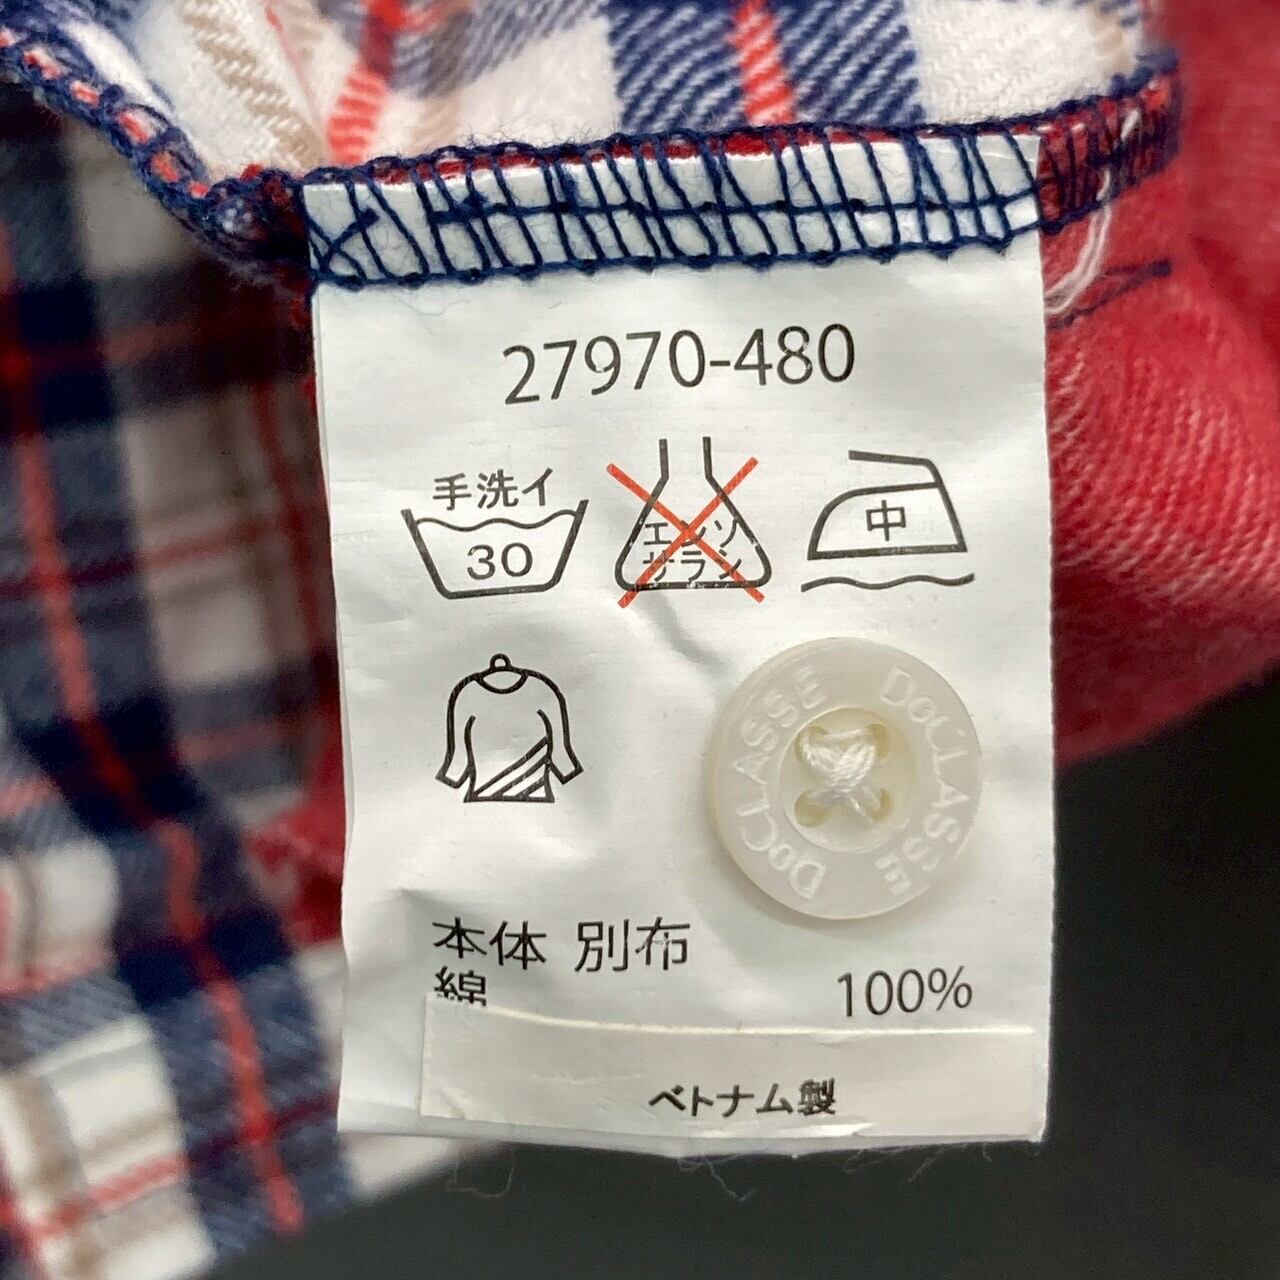 27970-480
手洗イ
30
エンソ
サラシ
中
DoCLASSE DoCLASSE
本体 別布
綿 100%
ベトナム製